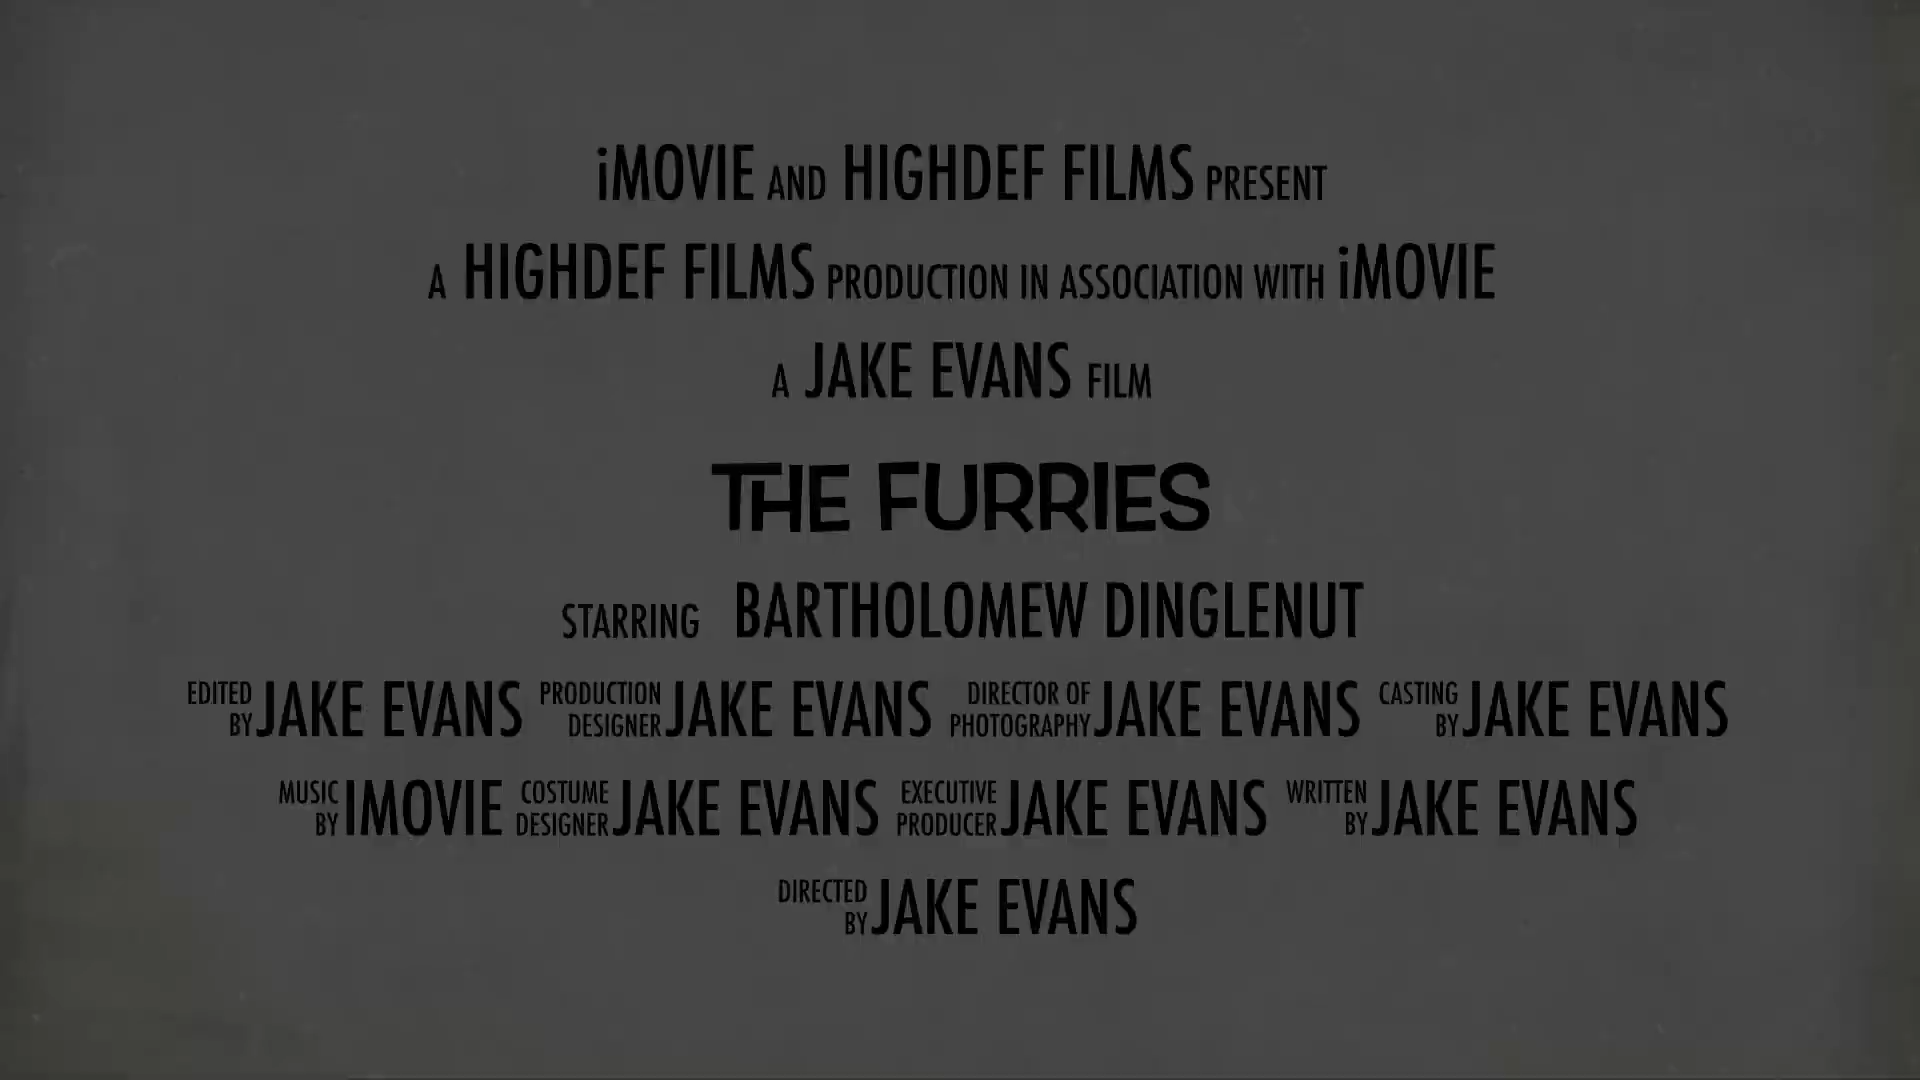 iMOVIE AND HIGHDEF FILMS PRESENT
A HIGHDEF FILMS PRODUCTION IN ASSOCIATION WITH iMOVIE
A JAKE EVANS FILM
THE FURRIES
STARRING BARTHOLOMEW DINGLENUT
EDITED BY JAKE EVANS PRODUCTION DESIGNER JAKE EVANS DIRECTOR OF PHOTOGRAPHY JAKE EVANS CASTING BY JAKE EVANS
MUSIC BY IMOVIE COSTUME DESIGNER JAKE EVANS EXECUTIVE PRODUCER JAKE EVANS WRITTEN BY JAKE EVANS
DIRECTED BY JAKE EVANS